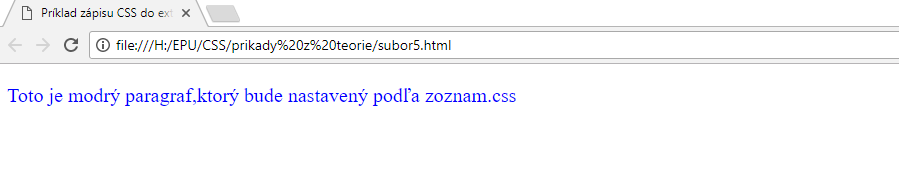 Príklad zápisu CSS do ext
file:///H:/EPU/CSS/prikady%20z%20teorie/subor5.html
Toto je modrý paragraf,ktorý bude nastavený podľa zoznam.css